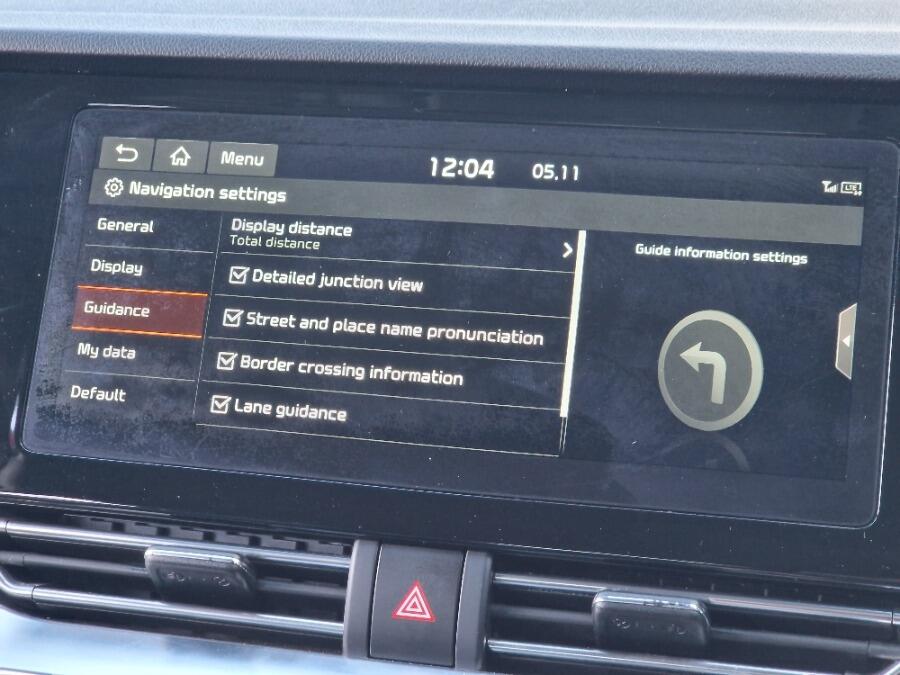 Menu
12:04
05.11
LTE
Navigation settings
General
Display
Guidance
My data
Default
Display distance
Total distance
Detailed junction view
Street and place name pronunciation
Border crossing information
Lane guidance
Guide information settings